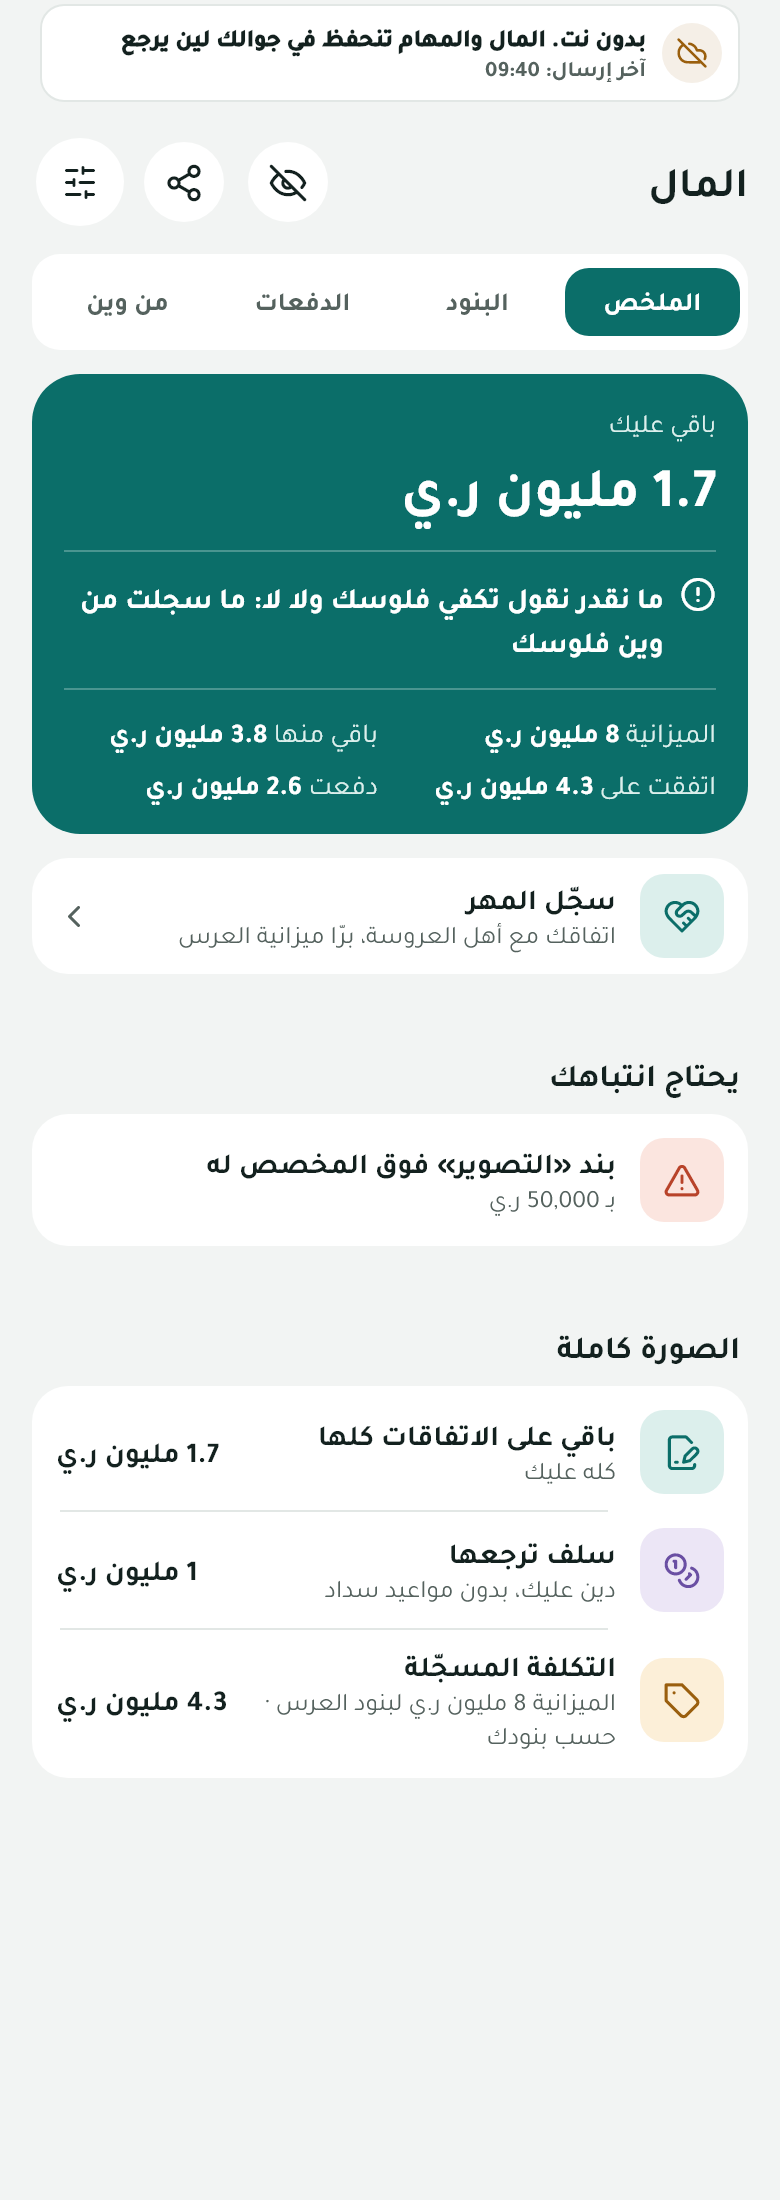 بدون نت. المال والمهام تنحفظ في جوالك لين يرجع
آخر إرسال: 09:40
المال
الملخص
البنود
الدفعات
من وين
باقي عليك
1.7 مليون ر.ي
ما نقدر نقول تكفي فلوسك ولا لا: ما سجلت من
وين فلوسك
الميزانية 8 مليون ر.ي
باقي منها 3.8 مليون ر.ي
اتفقت على 4.3 مليون ر.ي
دفعت 2.6 مليون ر.ي
سجّل المهر
اتفاقك مع أهل العروسة، برّا ميزانية العرس
يحتاج انتباهك
بند «التصوير» فوق المخصص له
بـ 50,000 ر.ي
الصورة كاملة
باقي على الاتفاقات كلها
كله عليك
1.7 مليون ر.ي
سلف ترجعها
دين عليك، بدون مواعيد سداد
1 مليون ر.ي
التكلفة المسجّلة
الميزانية 8 مليون ر.ي لبنود العرس ·
حسب بنودك
4.3 مليون ر.ي